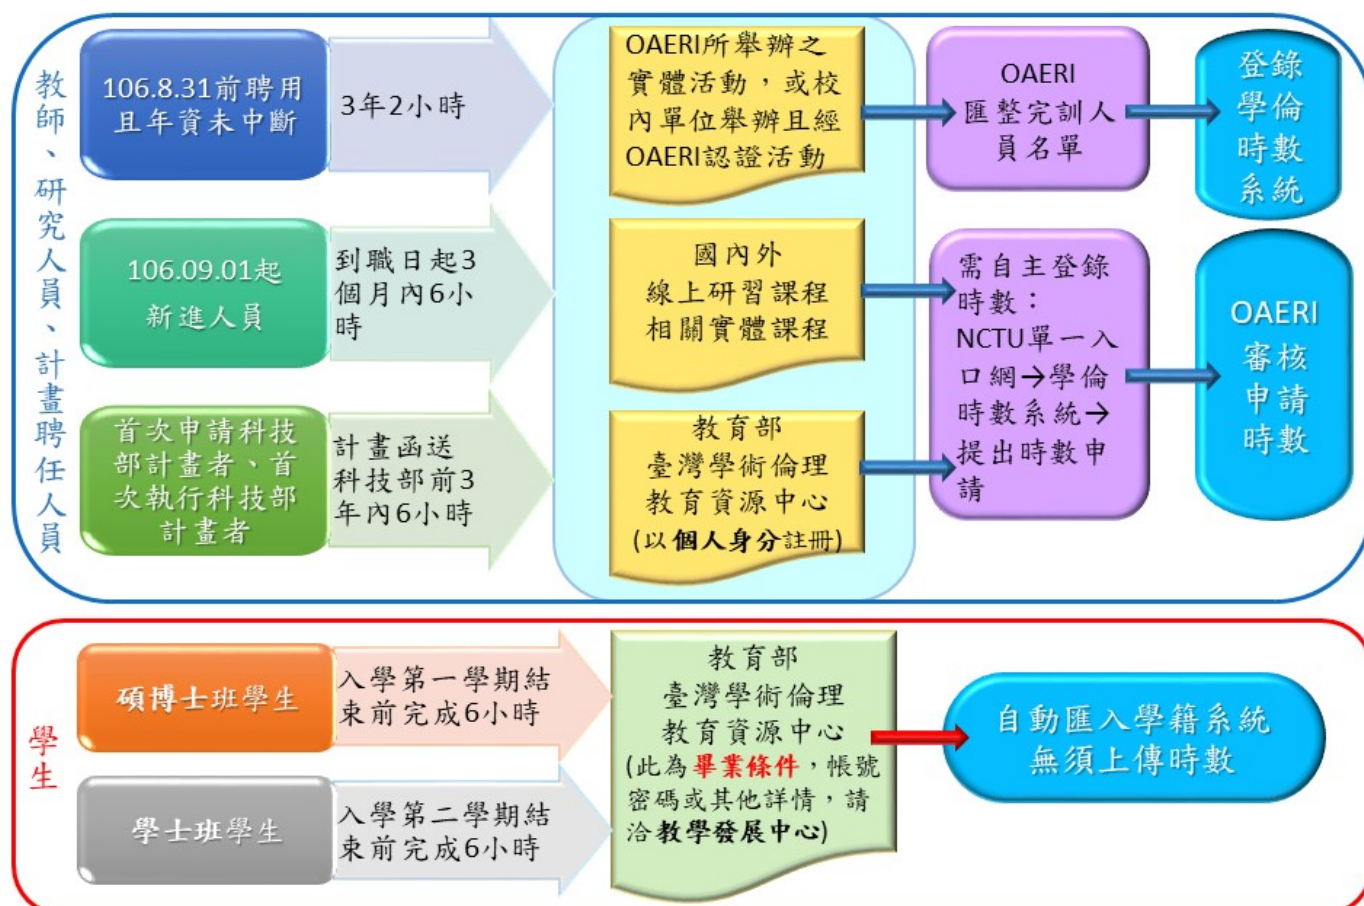 教師、研究人員、計畫聘任人員
106.8.31前聘用
且年資未中斷
3年2小時
OAERI所舉辦之
實體活動，或校
內單位舉辦且經
OAERI認證活動
OAERI
匯整完訓人
員名單
登錄
學倫
時數
系統
106.09.01起
新進人員
到職日起3
個月內6小
時
國內外
線上研習課程
相關實體課程
需自主登錄
時數：
NCTU單一入
口網→學倫
時數系統→
提出時數申
請
OAERI
審核
申請
時數
首次申請科技
部計畫者、首
次執行科技部
計畫者
計畫函送
科技部前3
年內6小時
教育部
臺灣學術倫理
教育資源中心
(以個人身分註冊)
學生
碩博士班學生
入學第一學期結
束前完成6小時
學士班學生
入學第二學期結
束前完成6小時
教育部
臺灣學術倫理
教育資源中心
(此為畢業條件，帳號
密碼或其他詳情，請
洽教學發展中心)
自動匯入學籍系統
無須上傳時數